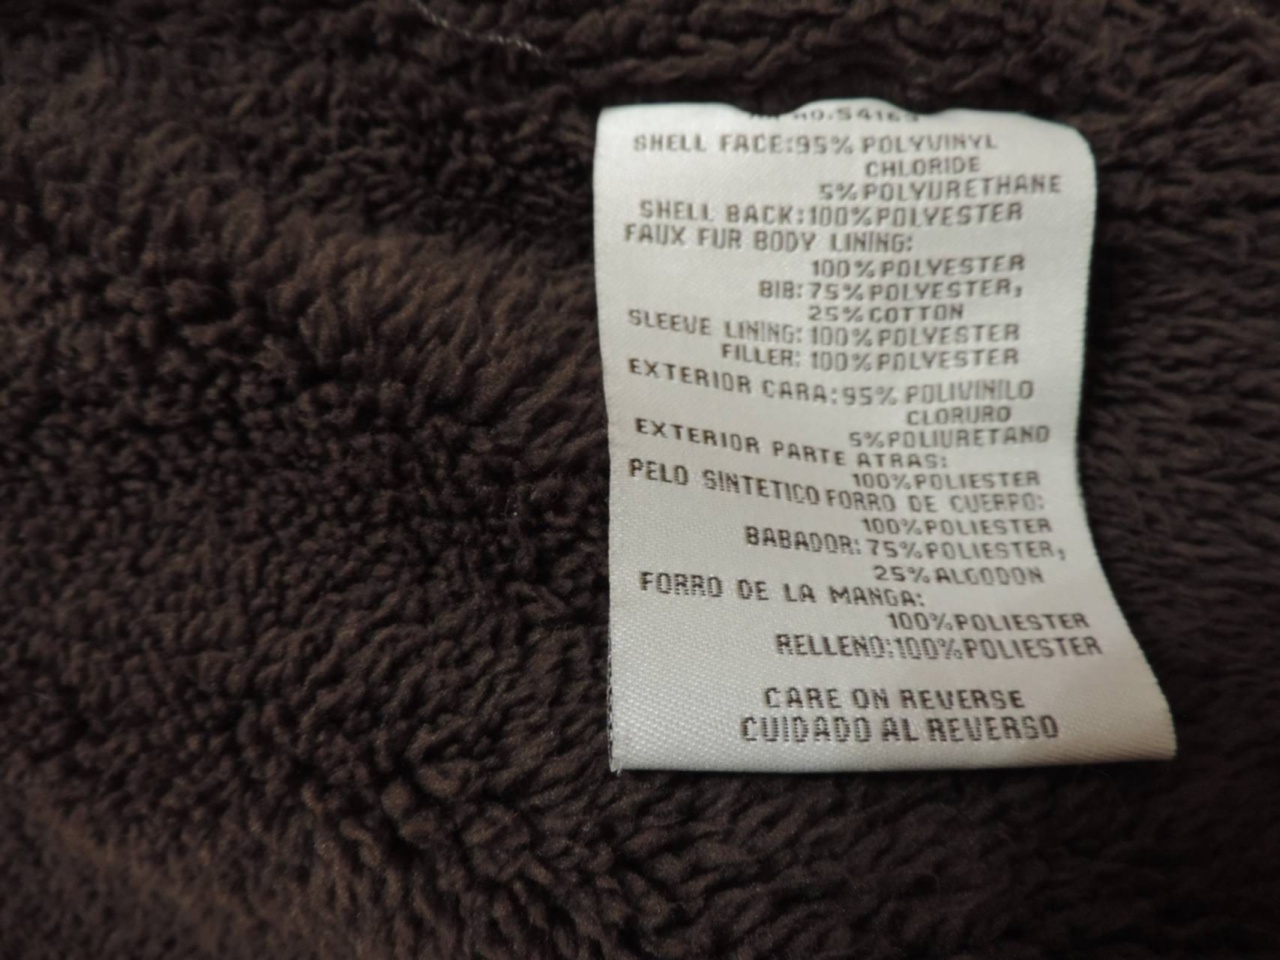 SHELL FACE:95% POLYVINYL
CHLORIDE
5%POLYURETHANE
SHELL BACK:100%POLYESTER
FAUX FUR BODY LINING:
100%POLYESTER
BIB:75%POLYESTER,
25%COTTON
SLEEVE LINING:100%POLYESTER
FILLER:100%POLYESTER
EXTERIOR CARA:95% POLIVINILO
CLORURO
5%POLIURETANO
EXTERIOR PARTE ATRAS:
100%POLIESTER
PELO SINTETICO FORRO DE CUERPO:
100%POLIESTER
BABADOR:75%POLIESTER,
25%ALGODON
FORRO DE LA MANGA:
100%POLIESTER
RELLENO:100%POLIESTER
CARE ON REVERSE
CUIDADO AL REVERSO